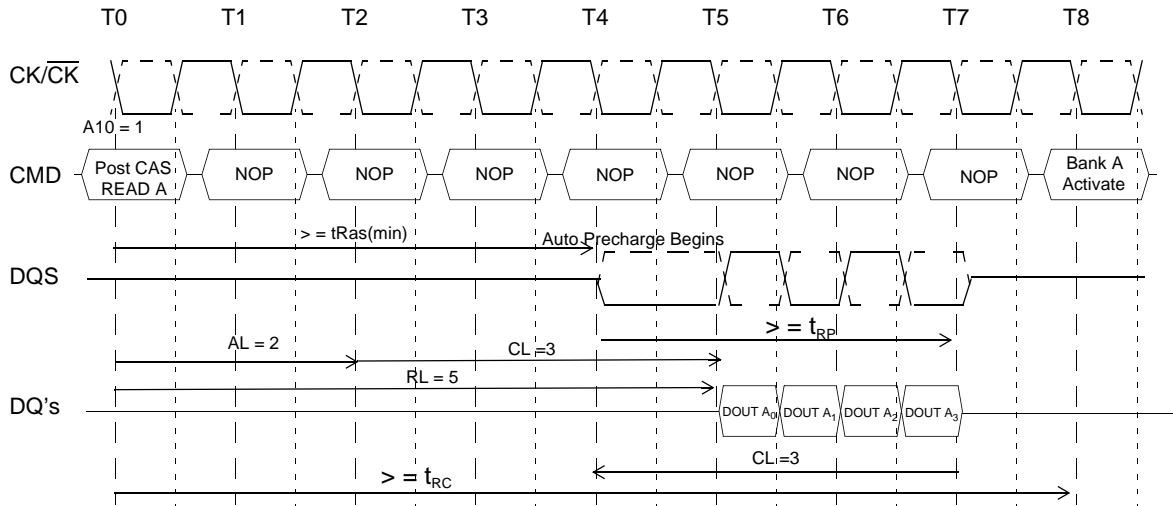 T0 T1 T2 T3 T4 T5 T6 T7 T8
CK/CK
A10 = 1
CMD
Post CAS
READ A
NOP NOP NOP NOP NOP NOP NOP
Bank A
Activate
> = tRas(min)
Auto Precharge Begins
DQS
> = tRP
AL = 2
CL =3
RL = 5
DQ's
DOUT A0 DOUT A1 DOUT A2 DOUT A3
CL =3
> = tRC